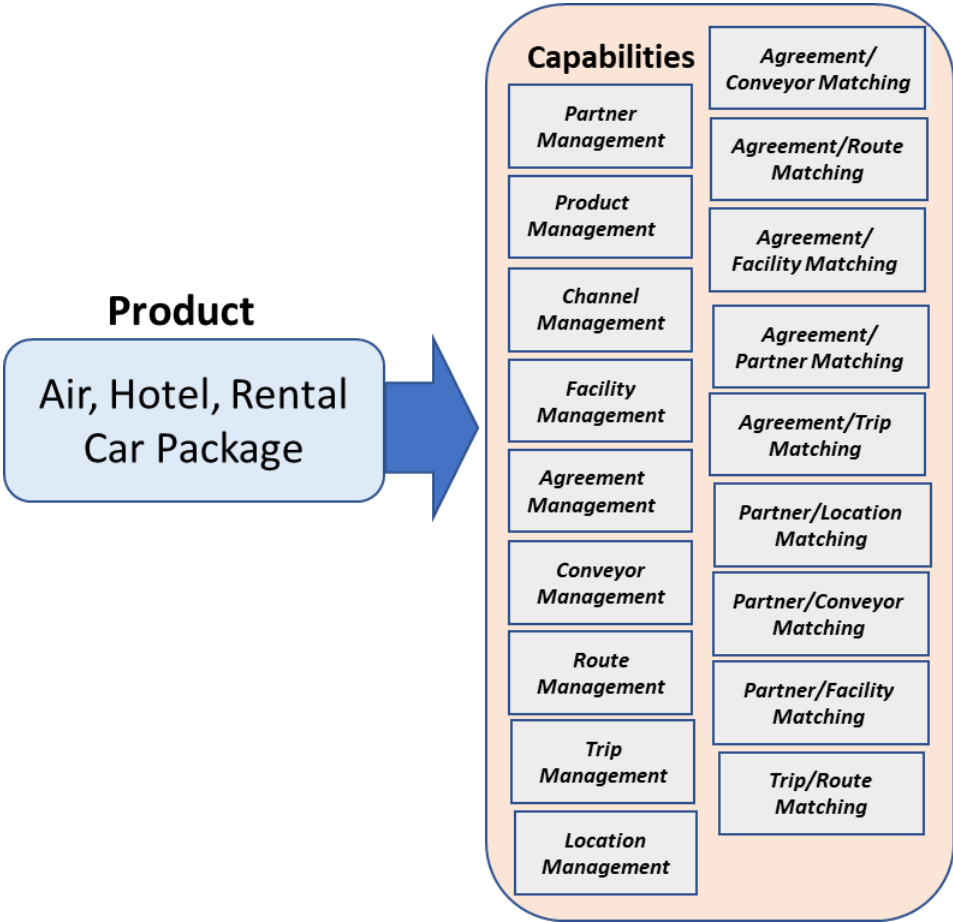 Product
Air, Hotel, Rental
Car Package
Capabilities
Partner
Management
Product
Management
Channel
Management
Facility
Management
Agreement
Management
Conveyor
Management
Route
Management
Trip
Management
Location
Management
Agreement/
Conveyor Matching
Agreement/Route
Matching
Agreement/
Facility Matching
Agreement/
Partner Matching
Agreement/Trip
Matching
Partner/Location
Matching
Partner/Conveyor
Matching
Partner/Facility
Matching
Trip/Route
Matching